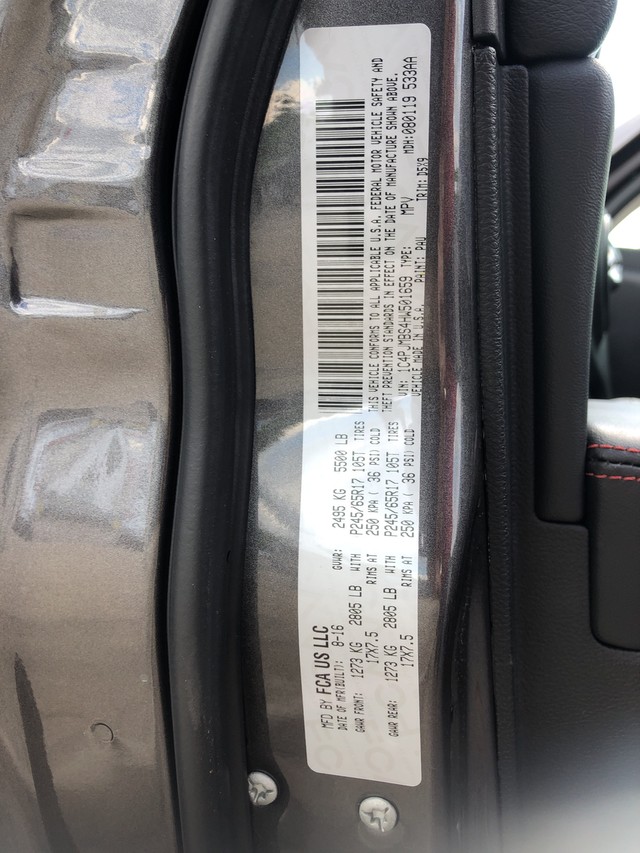 MFD BY FCA US LLC
DATE OF MFR(BUILT): 8-16 GVWR: 2495 KG 5500 LB
GAWR FRONT: 1273 KG 2805 LB WITH P245/65R17 105T TIRES
17X7.5 RIMS AT 250 KPA ( 36 PSI) COLD
GAWR REAR: 1273 KG 2805 LB WITH P245/65R17 105T TIRES
17X7.5 RIMS AT 250 KPA ( 36 PSI) COLD
THIS VEHICLE CONFORMS TO ALL APPLICABLE U.S.A. FEDERAL MOTOR VEHICLE SAFETY AND
THEFT PREVENTION STANDARDS IN EFFECT ON THE DATE OF MANUFACTURE SHOWN ABOVE.
VIN: 1C4PJMBS4HW501659 TYPE: MPV MDH:080119 533AA
VEHICLE MADE IN U.S.A. PAINT: PAU TRIM: D5X9